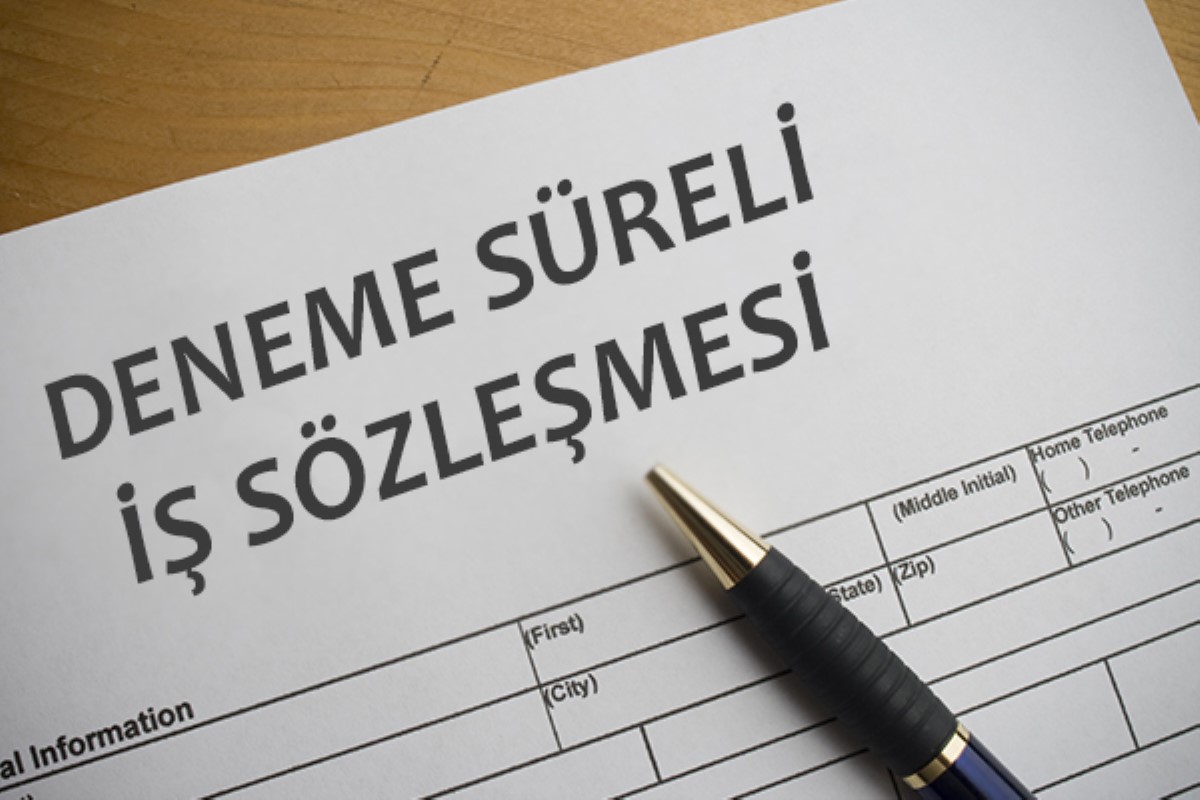 DENEME SÜRELİ
İŞ SÖZLEŞMESİ
Home Telephone
( ) -
(Middle Initial)
Other Telephone
( ) -
(First)
State) (Zip)
(City)
al Information